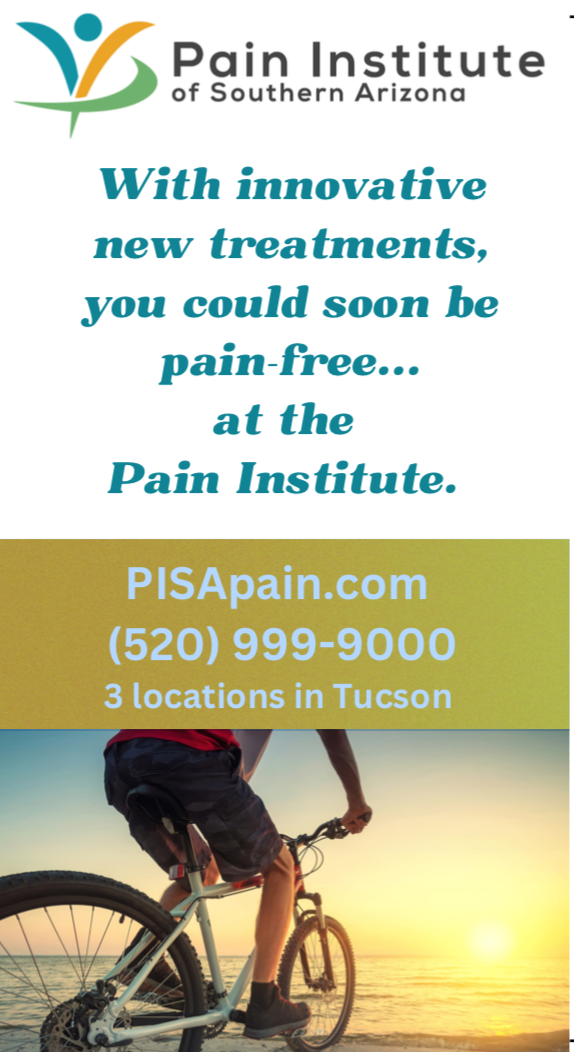 Pain Institute
of Southern Arizona
With innovative
new treatments,
you could soon be
pain-free...
at the
Pain Institute.
PISApain.com
(520) 999-9000
3 locations in Tucson